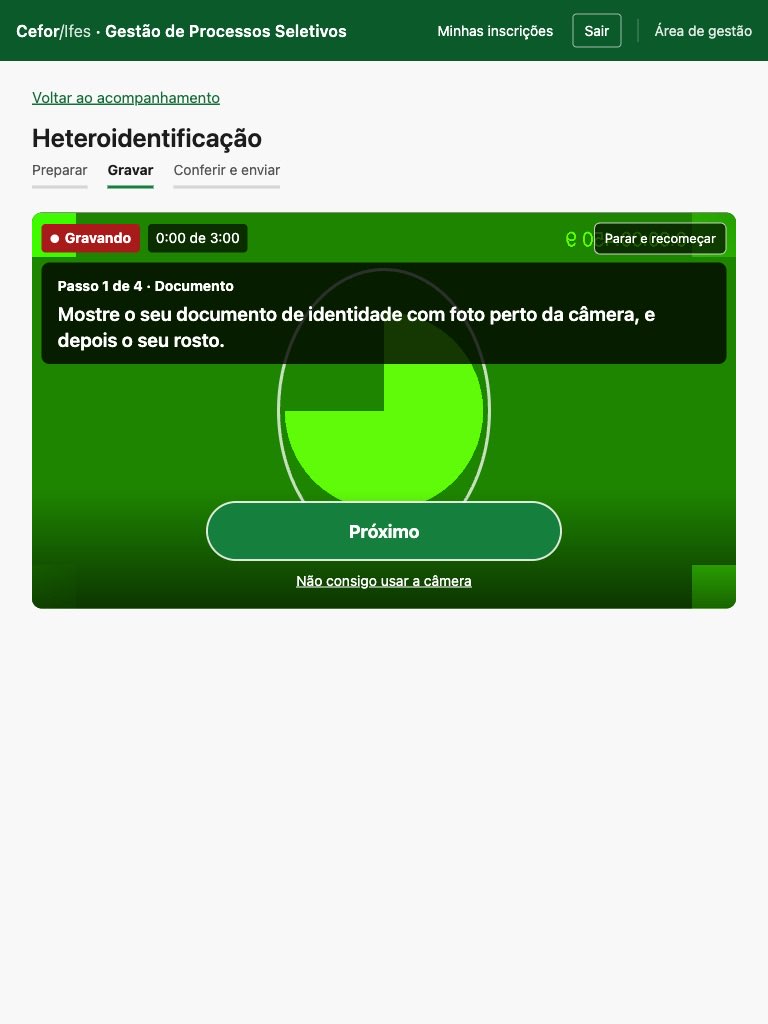 Cefor/Ifes · Gestão de Processos Seletivos
Minhas inscrições
Sair
Área de gestão
Voltar ao acompanhamento
Heteroidentificação
Preparar
Gravar
Conferir e enviar
Gravando
0:00 de 3:00
Parar e recomeçar
Passo 1 de 4 · Documento
Mostre o seu documento de identidade com foto perto da câmera, e
depois o seu rosto.
Próximo
Não consigo usar a câmera